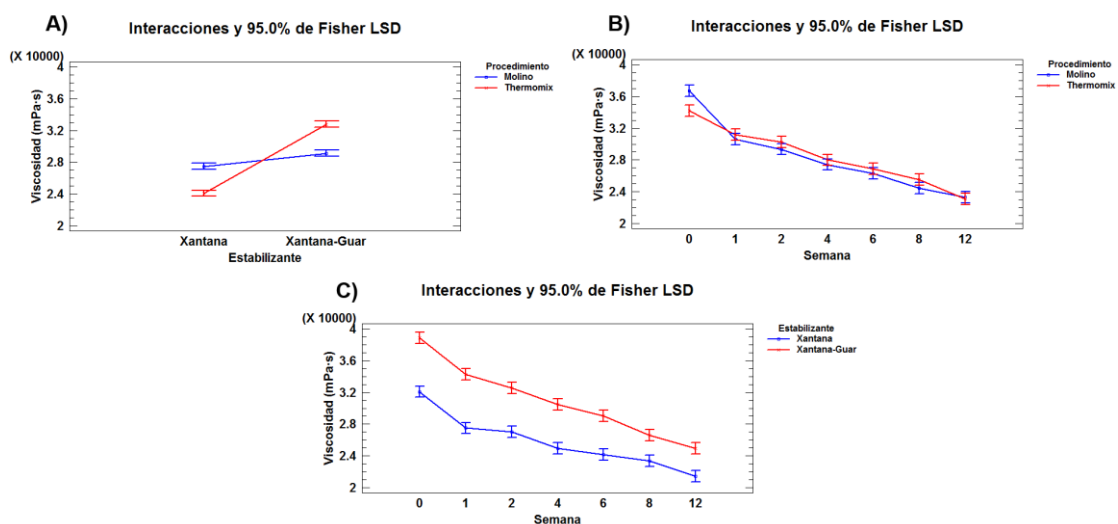 A)
Interacciones y 95.0% de Fisher LSD
(X 10000)
4
3.6
3.2
2.8
2.4
2
Viscosidad (mPa·s)
Xantana
Xantana-Guar
Estabilizante
Procedimiento
Molino
Thermomix
B)
Interacciones y 95.0% de Fisher LSD
(X 10000)
4
3.6
3.2
2.8
2.4
2
Viscosidad (mPa·s)
0 1 2 4 6 8 12
Semana
Procedimiento
Molino
Thermomix
C)
Interacciones y 95.0% de Fisher LSD
(X 10000)
4
3.6
3.2
2.8
2.4
2
Viscosidad (mPa·s)
0 1 2 4 6 8 12
Semana
Estabilizante
Xantana
Xantana-Guar